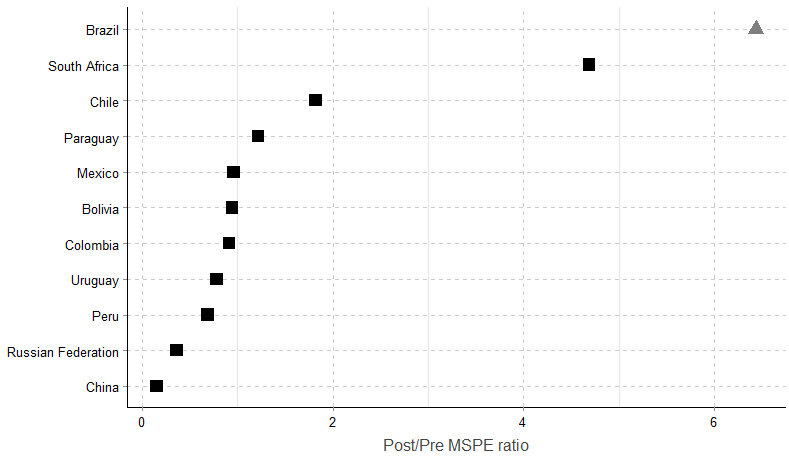 Brazil
South Africa
Chile
Paraguay
Mexico
Bolivia
Colombia
Uruguay
Peru
Russian Federation
China
0 2 4 6
Post/Pre MSPE ratio